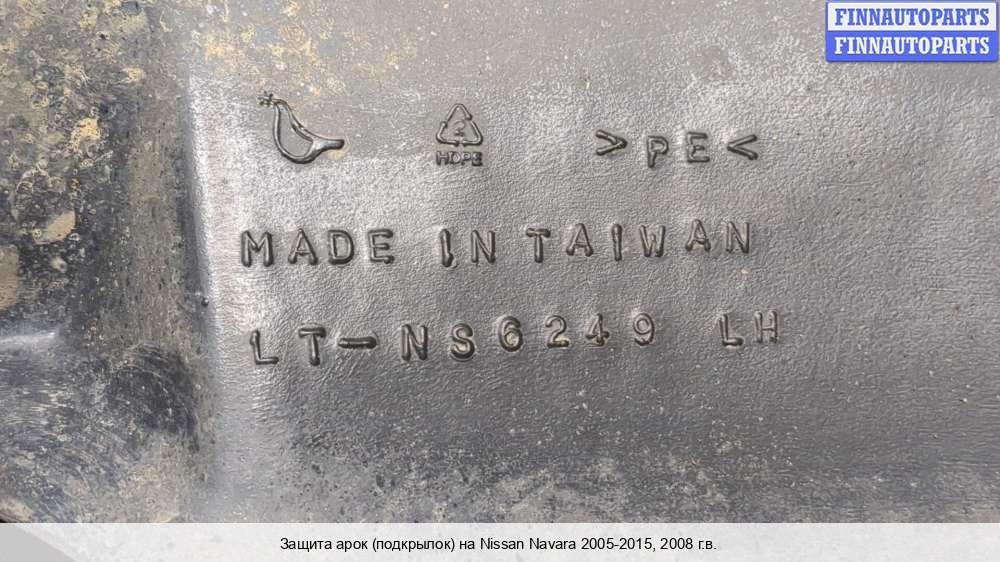 FINNAUTOPARTS
FINNAUTOPARTS
HDPE
>PE<
MADE IN TAIWAN
LT-NS6249 LH
Защита арок (подкрылок) на Nissan Navara 2005-2015, 2008 г.в.